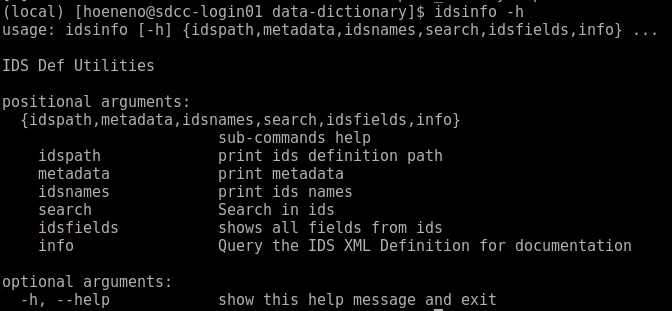 (local) [hoeneno@sdcc-login01 data-dictionary]$ idsinfo -h
usage: idsinfo [-h] {idspath,metadata,idsnames,search,idsfields,info} ...
IDS Def Utilities
positional arguments:
  {idspath,metadata,idsnames,search,idsfields,info}
                        sub-commands help
    idspath             print ids definition path
    metadata            print metadata
    idsnames            print ids names
    search              Search in ids
    idsfields           shows all fields from ids
    info                Query the IDS XML Definition for documentation
optional arguments:
  -h, --help            show this help message and exit